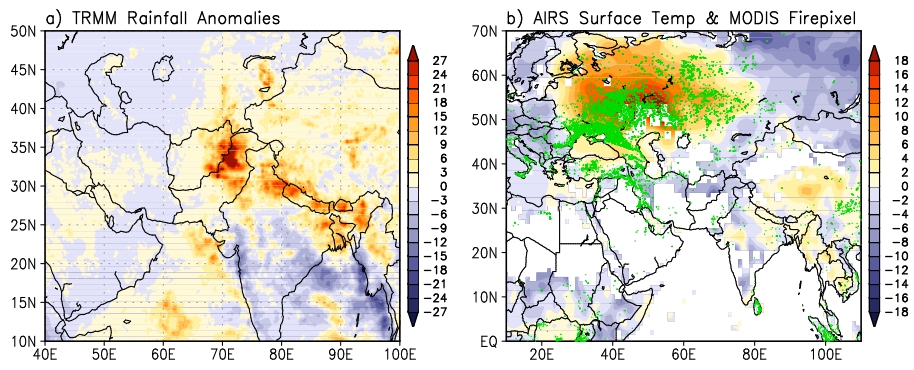 a) TRMM Rainfall Anomalies
50N
45N
40N
35N
30N
25N
20N
15N
10N
40E 50E 60E 70E 80E 90E 100E
27
24
21
18
15
12
9
6
3
0
-3
-6
-9
-12
-15
-18
-21
-24
-27
b) AIRS Surface Temp & MODIS Firepixel
70N
60N
50N
40N
30N
20N
10N
EQ
20E 40E 60E 80E 100E
18
16
14
12
10
8
6
4
2
0
-2
-4
-6
-8
-10
-12
-14
-16
-18